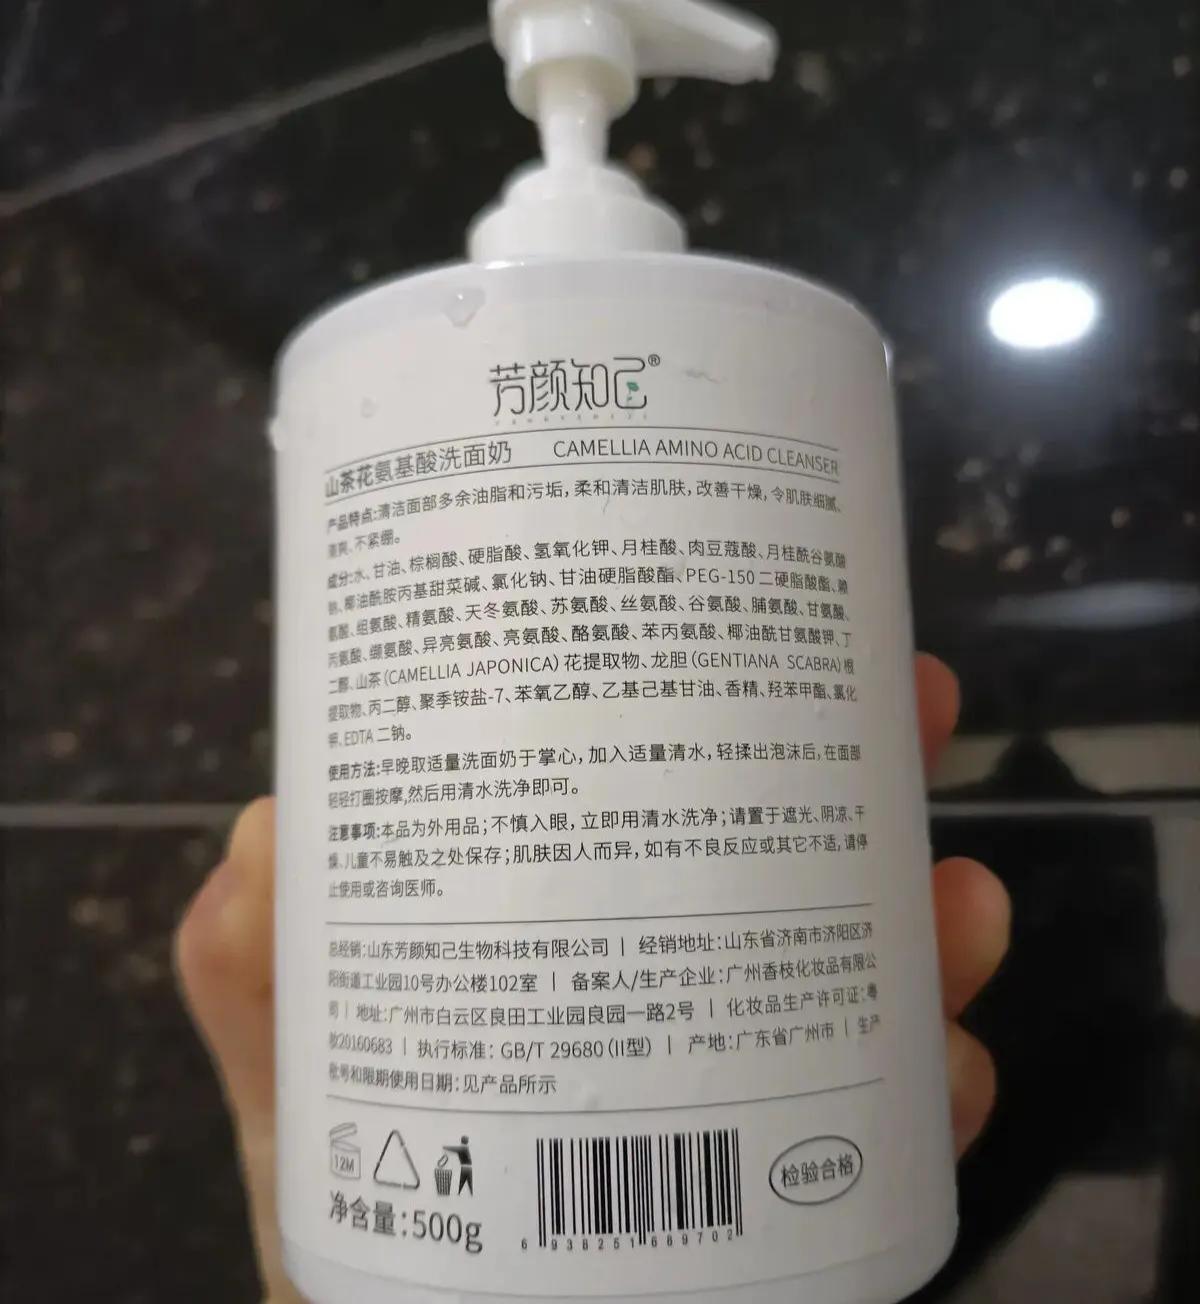 芳颜知己®
山茶花氨基酸洗面奶 CAMELLIA AMINO ACID CLEANSER
产品特点:清洁面部多余油脂和污垢,柔和清洁肌肤,改善干燥,令肌肤细腻、
清爽、不紧绷。
成分:水、甘油、棕榈酸、硬脂酸、氢氧化钾、月桂酸、肉豆蔻酸、月桂酰谷氨酸
钠、椰油酰胺丙基甜菜碱、氯化钠、甘油硬脂酸酯、PEG-150 二硬脂酸酯、赖
氨酸、组氨酸、精氨酸、天冬氨酸、苏氨酸、丝氨酸、谷氨酸、脯氨酸、甘氨酸、
丙氨酸、缬氨酸、异亮氨酸、亮氨酸、酪氨酸、苯丙氨酸、椰油酰甘氨酸钾、丁
二醇、山茶(CAMELLIA JAPONICA)花提取物、龙胆(GENTIANA SCABRA)根
提取物、丙二醇、聚季铵盐-7、苯氧乙醇、乙基己基甘油、香精、羟苯甲酯、氯化
钾、EDTA 二钠。
使用方法:早晚取适量洗面奶于掌心,加入适量清水,轻揉出泡沫后,在面部
轻轻打圈按摩,然后用清水洗净即可。
注意事项:本品为外用品;不慎入眼,立即用清水洗净;请置于遮光、阴凉、干
燥、儿童不易触及之处保存;肌肤因人而异,如有不良反应或其它不适,请停
止使用或咨询医师。
总经销:山东芳颜知己生物科技有限公司 | 经销地址:山东省济南市济阳区济
阳街道工业园10号办公楼102室 | 备案人/生产企业:广州香枝化妆品有限公
司 | 地址:广州市白云区良田工业园良园一路2号 | 化妆品生产许可证:粤
妆20160683 | 执行标准: GB/T 29680(II型) | 产地:广东省广州市 | 生产
批号和限期使用日期:见产品所示
12M
检验合格
净含量:500g
6 938251 689702